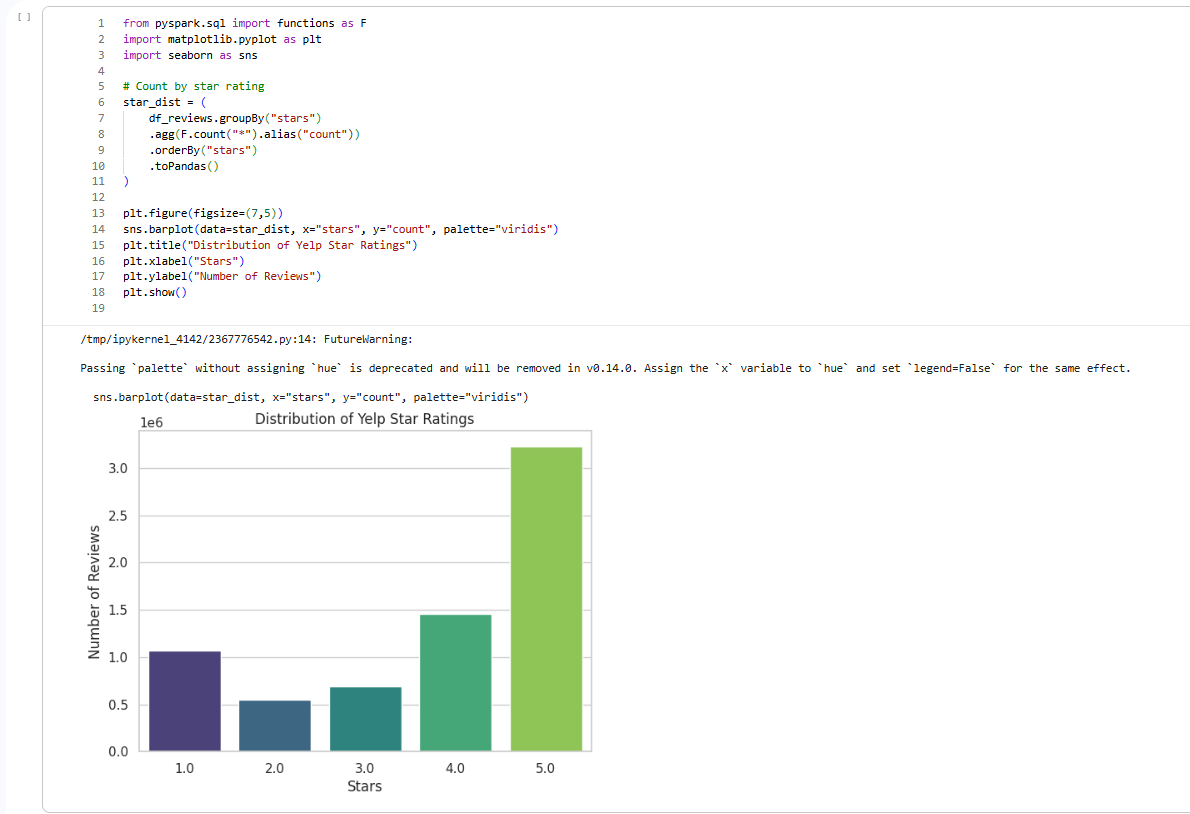 [ ]
1 from pyspark.sql import functions as F
2 import matplotlib.pyplot as plt
3 import seaborn as sns
4
5 # Count by star rating
6 star_dist = (
7     df_reviews.groupBy("stars")
8     .agg(F.count("*").alias("count"))
9     .orderBy("stars")
10     .toPandas()
11 )
12
13 plt.figure(figsize=(7,5))
14 sns.barplot(data=star_dist, x="stars", y="count", palette="viridis")
15 plt.title("Distribution of Yelp Star Ratings")
16 plt.xlabel("Stars")
17 plt.ylabel("Number of Reviews")
18 plt.show()
19
/tmp/ipykernel_4142/2367776542.py:14: FutureWarning:
Passing `palette` without assigning `hue` is deprecated and will be removed in v0.14.0. Assign the `x` variable to `hue` and set `legend=False` for the same effect.
sns.barplot(data=star_dist, x="stars", y="count", palette="viridis")
Distribution of Yelp Star Ratings
1e6
3.0
2.5
2.0
1.5
1.0
0.5
0.0
Number of Reviews
1.0 2.0 3.0 4.0 5.0
Stars